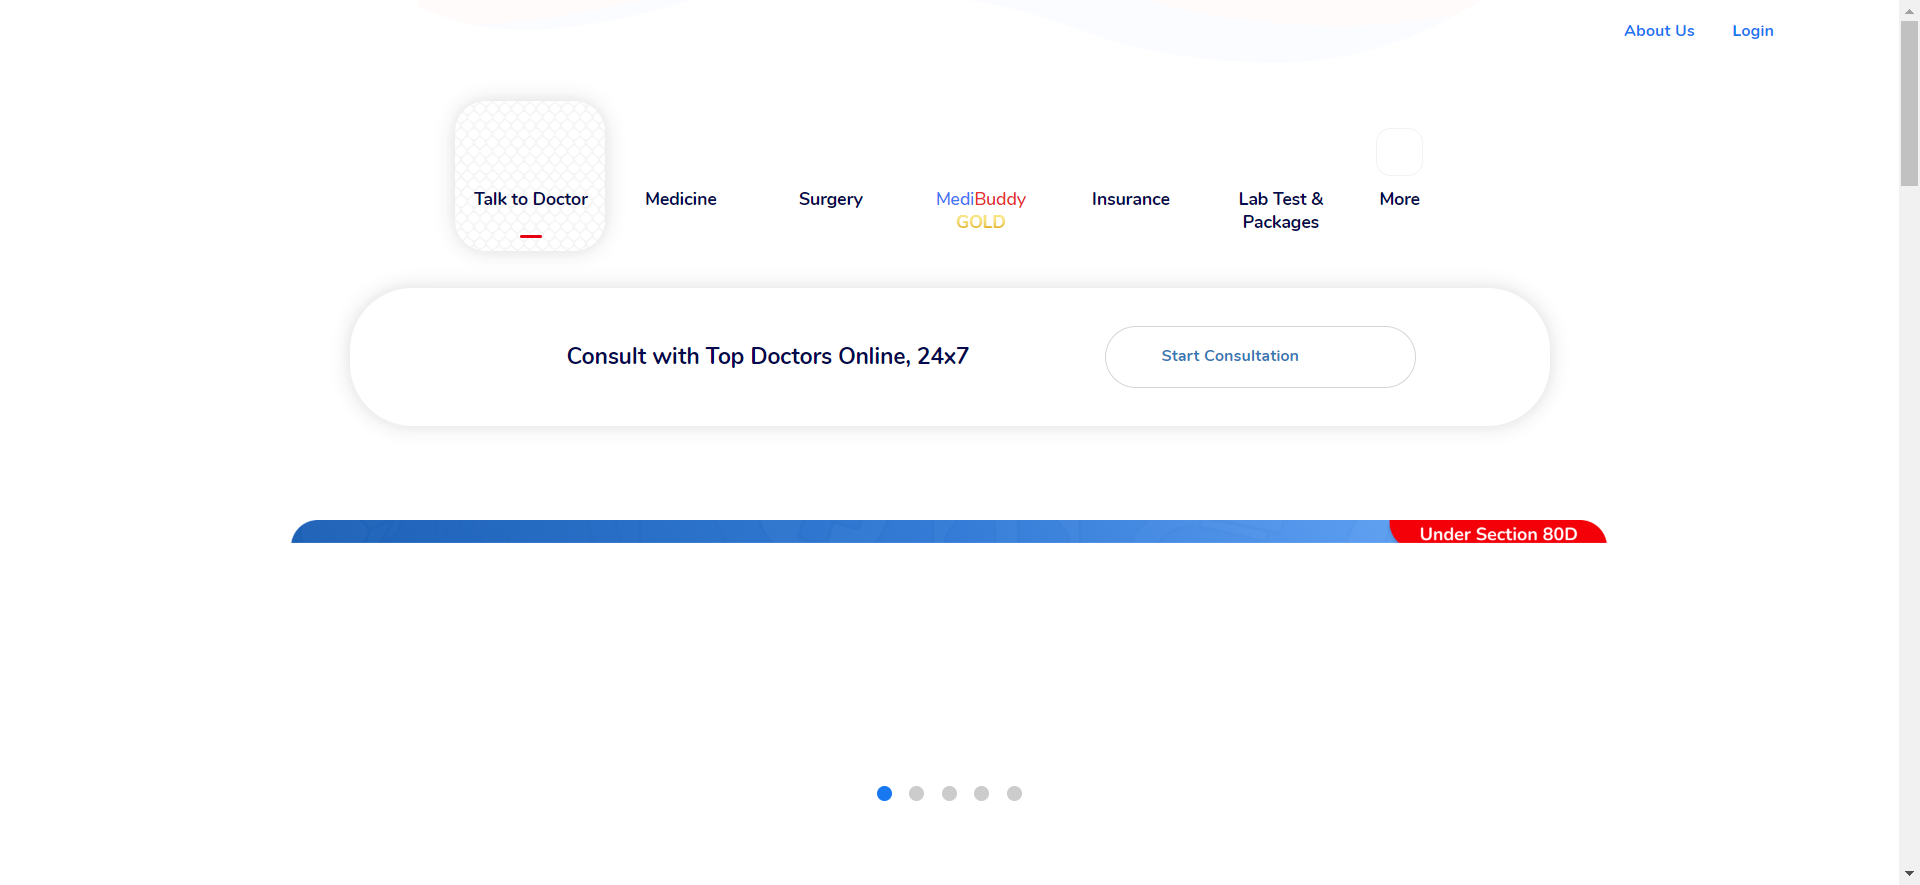 About Us Login
Talk to Doctor
Medicine
Surgery
MediBuddy
GOLD
Insurance
Lab Test &
Packages
More
Consult with Top Doctors Online, 24x7
Start Consultation
Under Section 80D